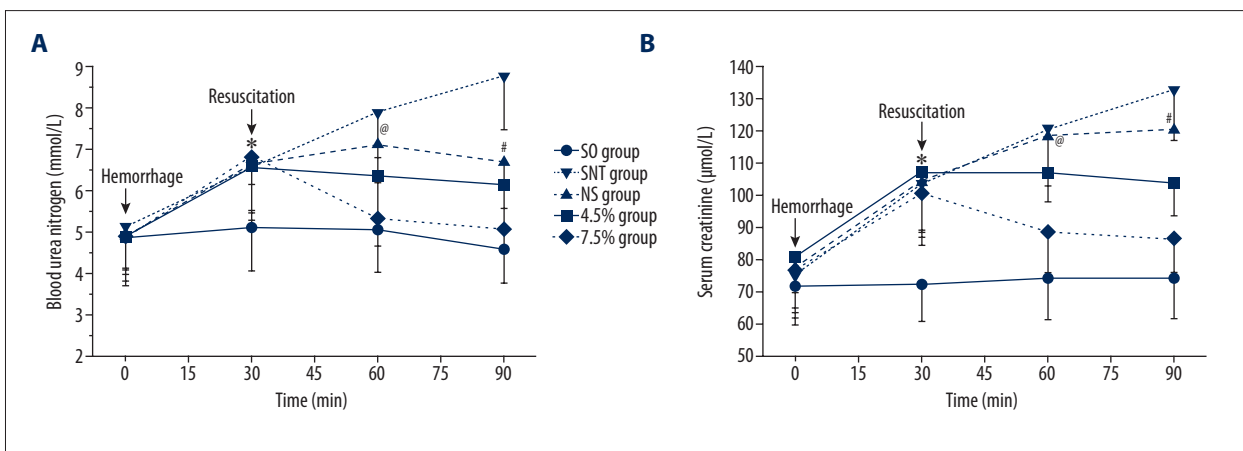 A
Blood urea nitrogen (mmol/L)
9
8
7
6
5
4
3
2
Hemorrhage
Resuscitation
*
@
#
0
15
30
45
60
75
90
Time (min)
SO group
SNT group
NS group
4.5% group
7.5% group
B
Serum creatinine (µmol/L)
140
130
120
110
100
90
80
70
60
50
Hemorrhage
Resuscitation
*
@
#
0
15
30
45
60
75
90
Time (min)